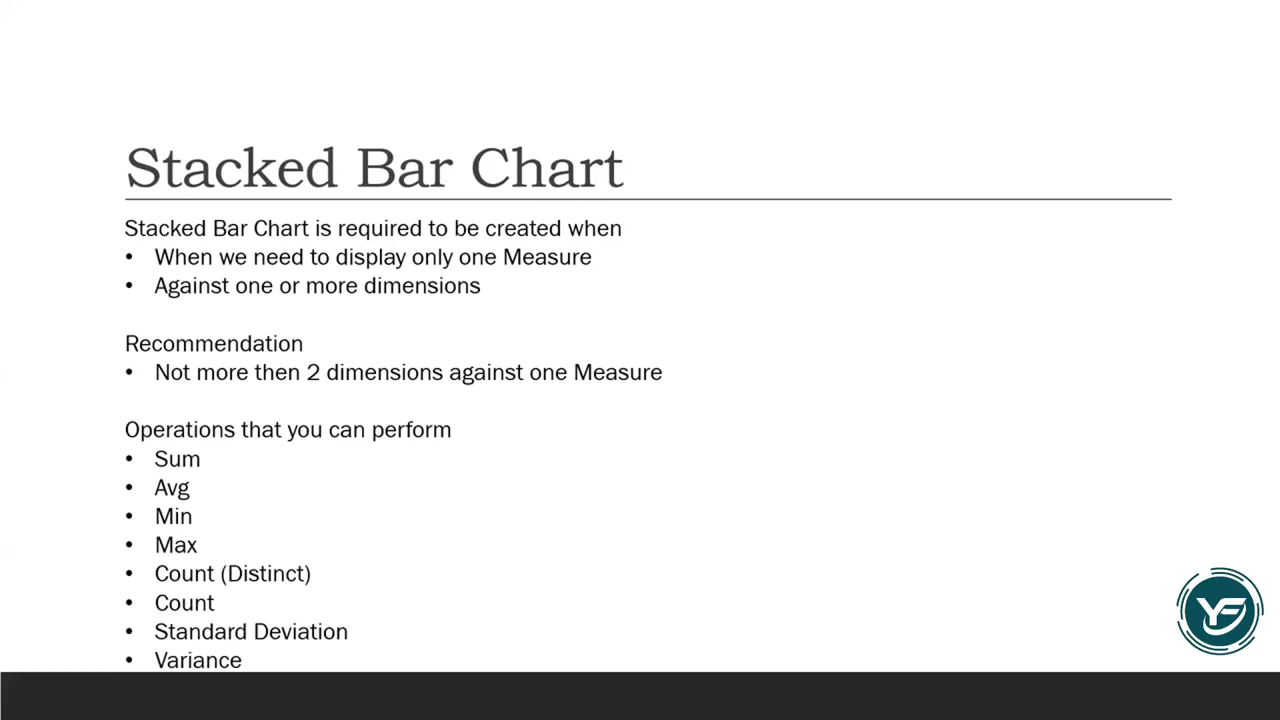 Stacked Bar Chart
Stacked Bar Chart is required to be created when
• When we need to display only one Measure
• Against one or more dimensions
Recommendation
• Not more then 2 dimensions against one Measure
Operations that you can perform
• Sum
• Avg
• Min
• Max
• Count (Distinct)
• Count
• Standard Deviation
• Variance
YF